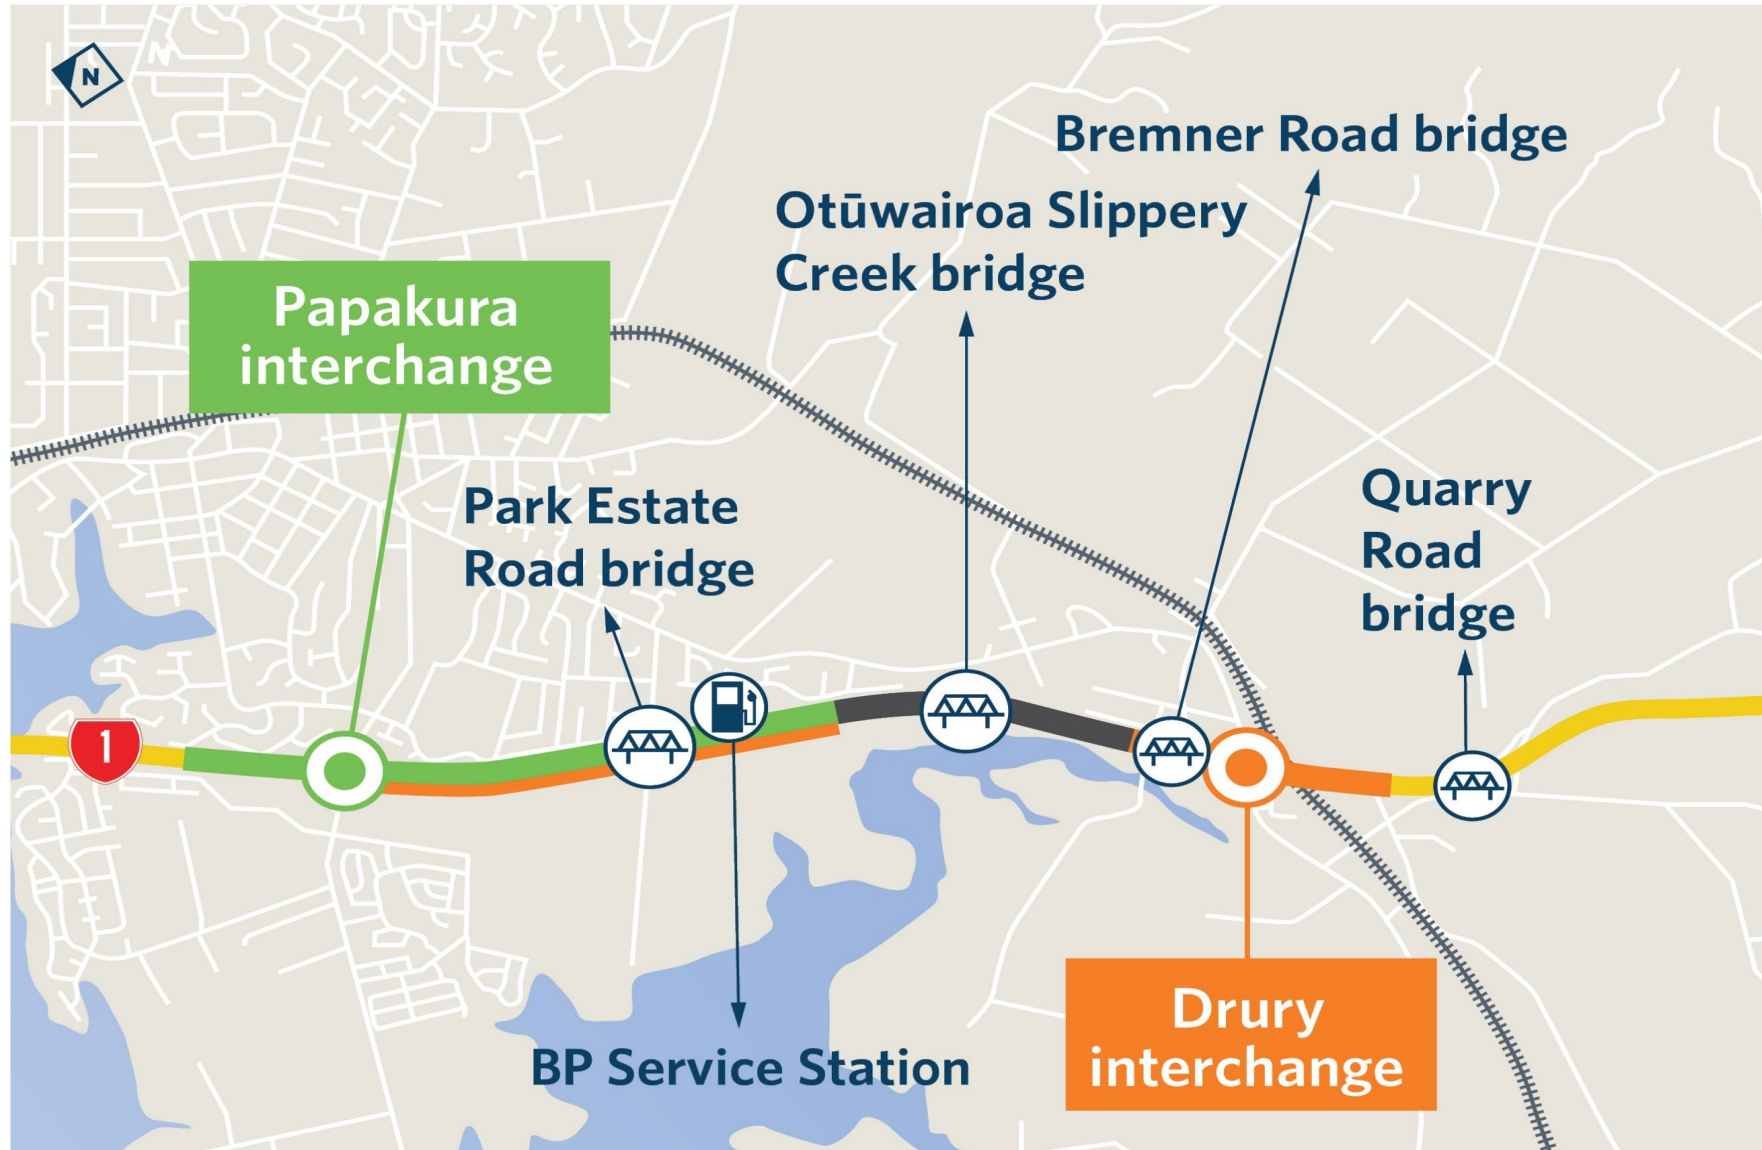 N
Bremner Road bridge
Otūwairoa Slippery
Creek bridge
Papakura
interchange
Park Estate
Road bridge
Quarry
Road
bridge
1
Drury
interchange
BP Service Station